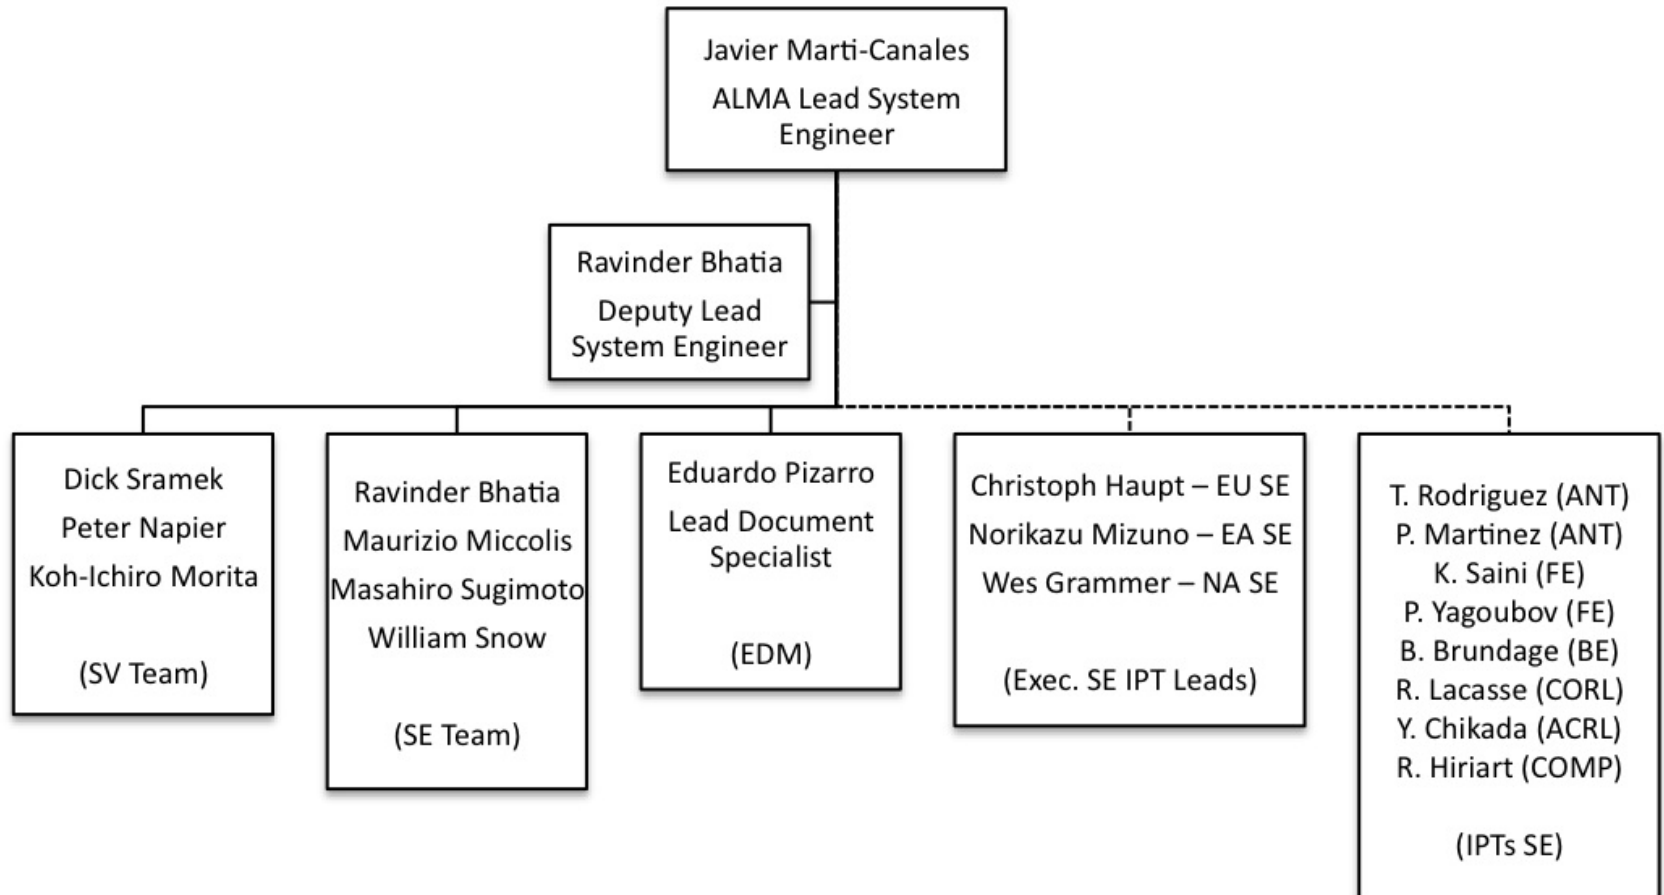 Javier Marti-Canales
ALMA Lead System
Engineer
Ravinder Bhatia
Deputy Lead
System Engineer
Dick Sramek
Peter Napier
Koh-Ichiro Morita
(SV Team)
Ravinder Bhatia
Maurizio Miccolis
Masahiro Sugimoto
William Snow
(SE Team)
Eduardo Pizarro
Lead Document
Specialist
(EDM)
Christoph Haupt – EU SE
Norikazu Mizuno – EA SE
Wes Grammer – NA SE
(Exec. SE IPT Leads)
T. Rodriguez (ANT)
P. Martinez (ANT)
K. Saini (FE)
P. Yagoubov (FE)
B. Brundage (BE)
R. Lacasse (CORL)
Y. Chikada (ACRL)
R. Hiriart (COMP)
(IPTs SE)